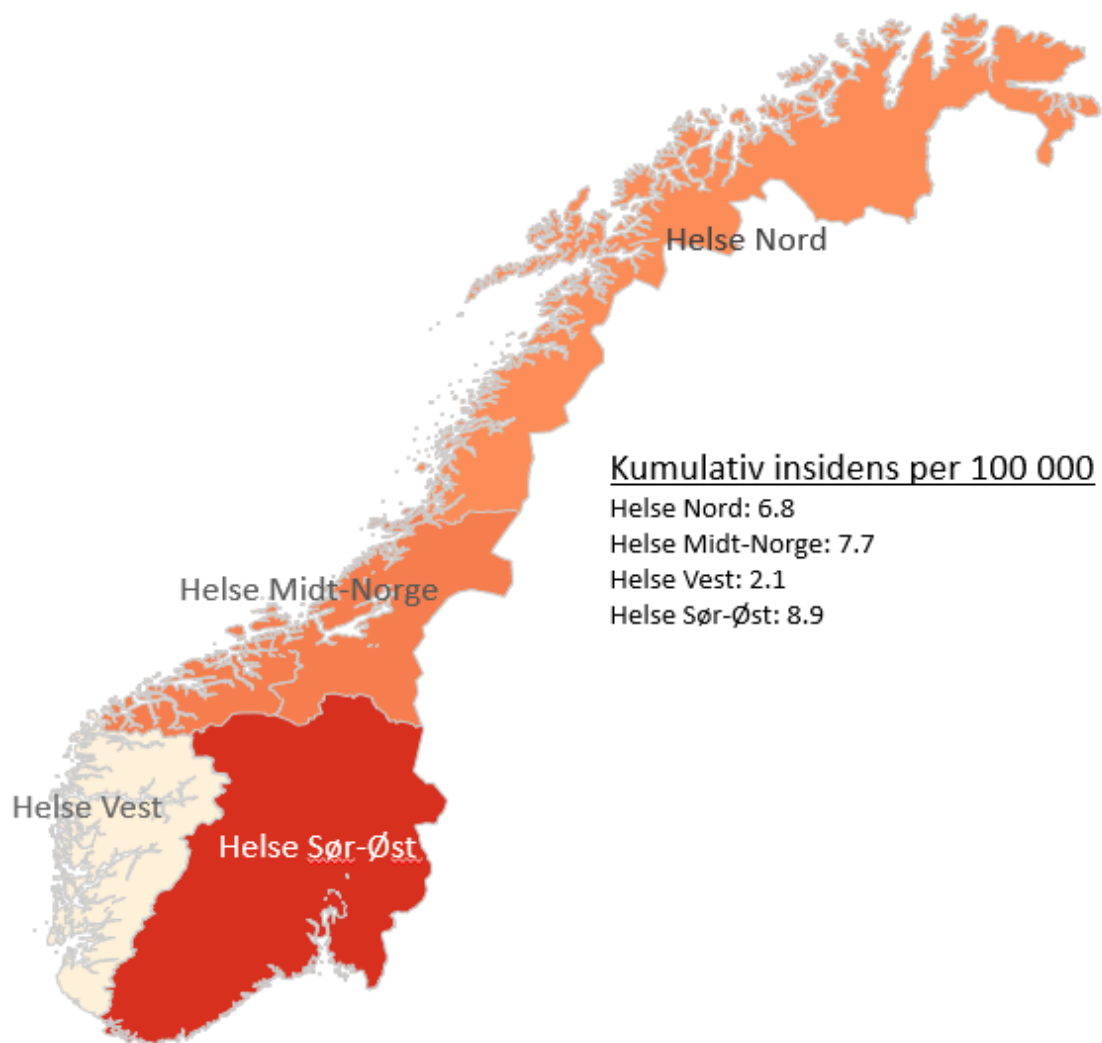 Helse Nord
Kumulativ insidens per 100 000
Helse Nord: 6.8
Helse Midt-Norge: 7.7
Helse Vest: 2.1
Helse Sør-Øst: 8.9
Helse Midt-Norge
Helse Vest
Helse Sør-Øst